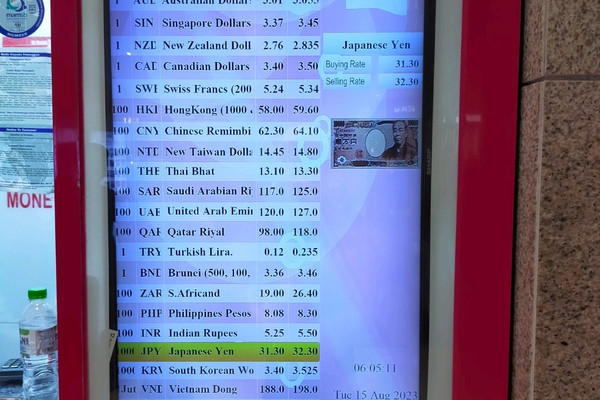 1 AUD Australian Dollars 3.01 3.055
1 SIN Singapore Dollars 3.37 3.45
1 NZD New Zealand Doll 2.76 2.835
1 CAD Canadian Dollars 3.40 3.50
1 SWI Swiss Francs (200 5.24 5.34
100 HKI HongKong (1000 & 58.00 59.60
100 CNY Chinese Remimbi 62.30 64.10
100 NTD New Taiwan Dolla 14.45 14.80
100 THB Thai Bhat 13.10 13.30
100 SAR Saudi Arabian Riy 117.0 125.0
100 UAE United Arab Emir 120.0 127.0
100 QAR Qatar Riyal 98.00 118.0
1 TRY Turkish Lira. 0.12 0.235
1 BND Brunei (500, 100, 3.36 3.46
100 ZAR S.Africand 19.00 26.40
100 PHP Philippines Pesos 8.08 8.30
100 INR Indian Rupees 5.25 5.50
1000 JPY Japanese Yen 31.30 32.30
1000 KRW South Korean Wo 3.40 3.525
Jut VND Vietnam Dong 188.0 198.0
Japanese Yen
Buying Rate 31.30
Selling Rate 32.30
06:05:11
Tue 15 Aug 2023
MONE
SHARP